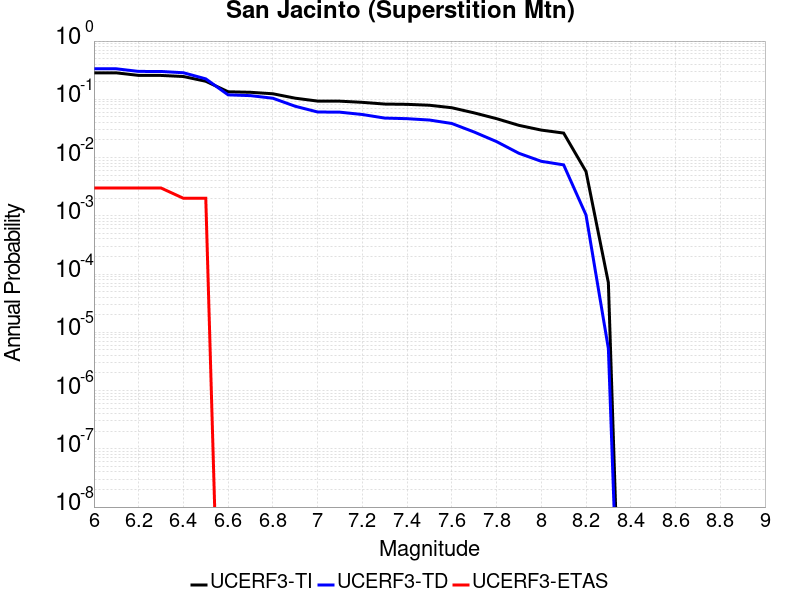 San Jacinto (Superstition Mtn)
Annual Probability
10^0
10^-1
10^-2
10^-3
10^-4
10^-5
10^-6
10^-7
10^-8
6 6.2 6.4 6.6 6.8 7 7.2 7.4 7.6 7.8 8 8.2 8.4 8.6 8.8 9
Magnitude
UCERF3-TI UCERF3-TD UCERF3-ETAS